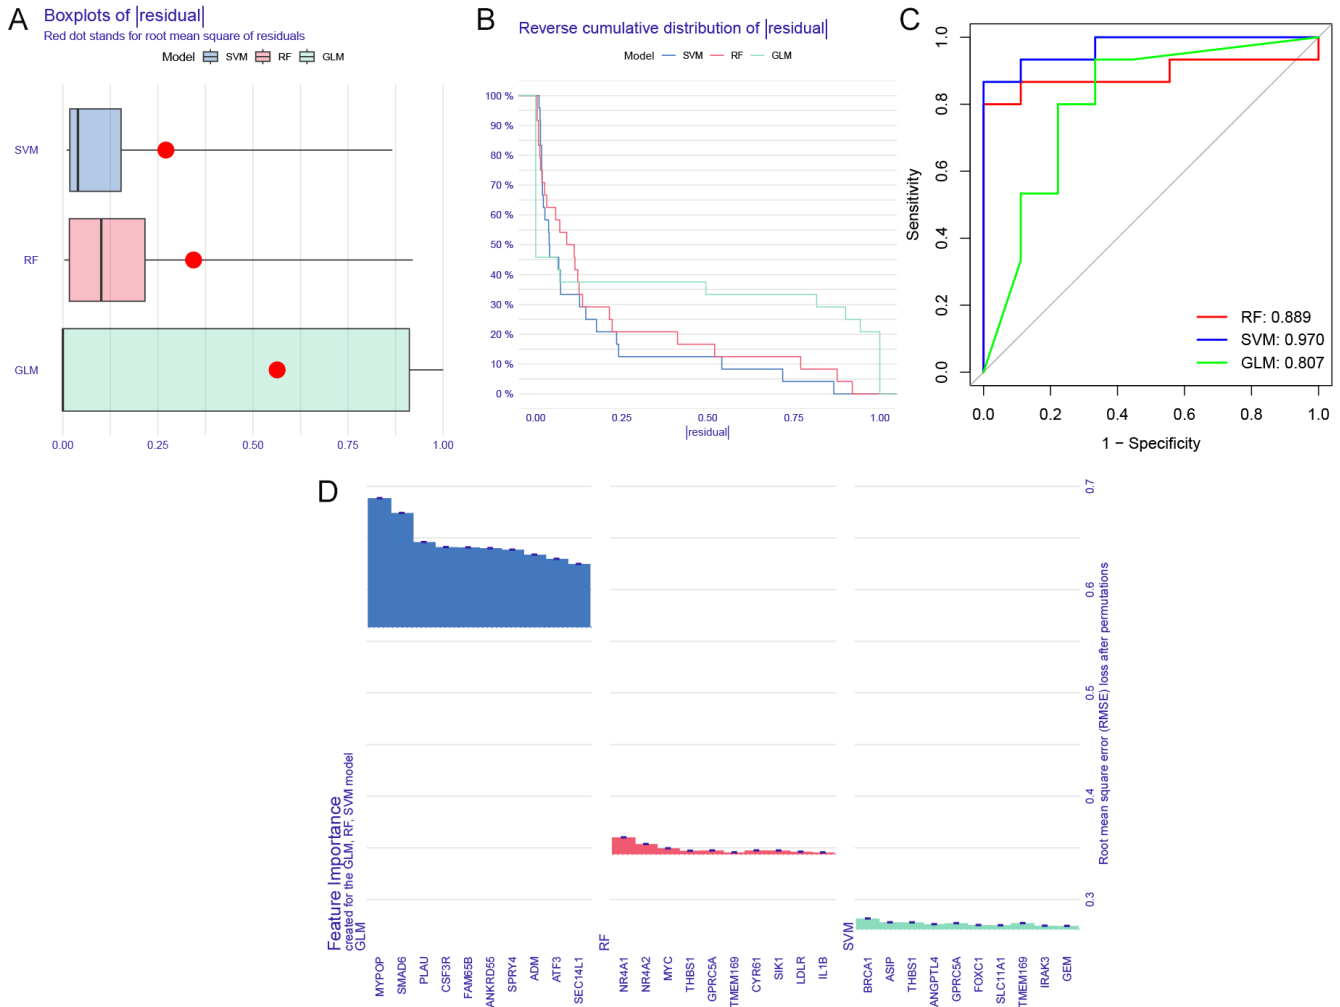 A
Boxplots of |residual|
Red dot stands for root mean square of residuals
Model SVM RF GLM
SVM
RF
GLM
0.00 0.25 0.50 0.75 1.00
B
Reverse cumulative distribution of |residual|
Model SVM RF GLM
100 %
90 %
80 %
70 %
60 %
50 %
40 %
30 %
20 %
10 %
0 %
0.00 0.25 0.50 0.75 1.00
|residual|
C
Sensitivity
1.0
0.8
0.6
0.4
0.2
0.0
RF: 0.889
SVM: 0.970
GLM: 0.807
0.0 0.2 0.4 0.6 0.8 1.0
1 − Specificity
D
Feature Importance
created for the GLM, RF, SVM model
GLM
MYPOP
SMAD6
PLAU
CSF3R
FAM65B
ANKRD55
SPRY4
ADM
ATF3
SEC14L1
RF
NR4A1
NR4A2
MYC
THBS1
GPRC5A
TMEM169
CYR61
SIK1
LDLR
IL1B
SVM
BRCA1
ASIP
THBS1
ANGPTL4
GPRC5A
FOXC1
SLC11A1
TMEM169
IRAK3
GEM
0.7
0.6
0.5
0.4
0.3
Root mean square error (RMSE) loss after permutations